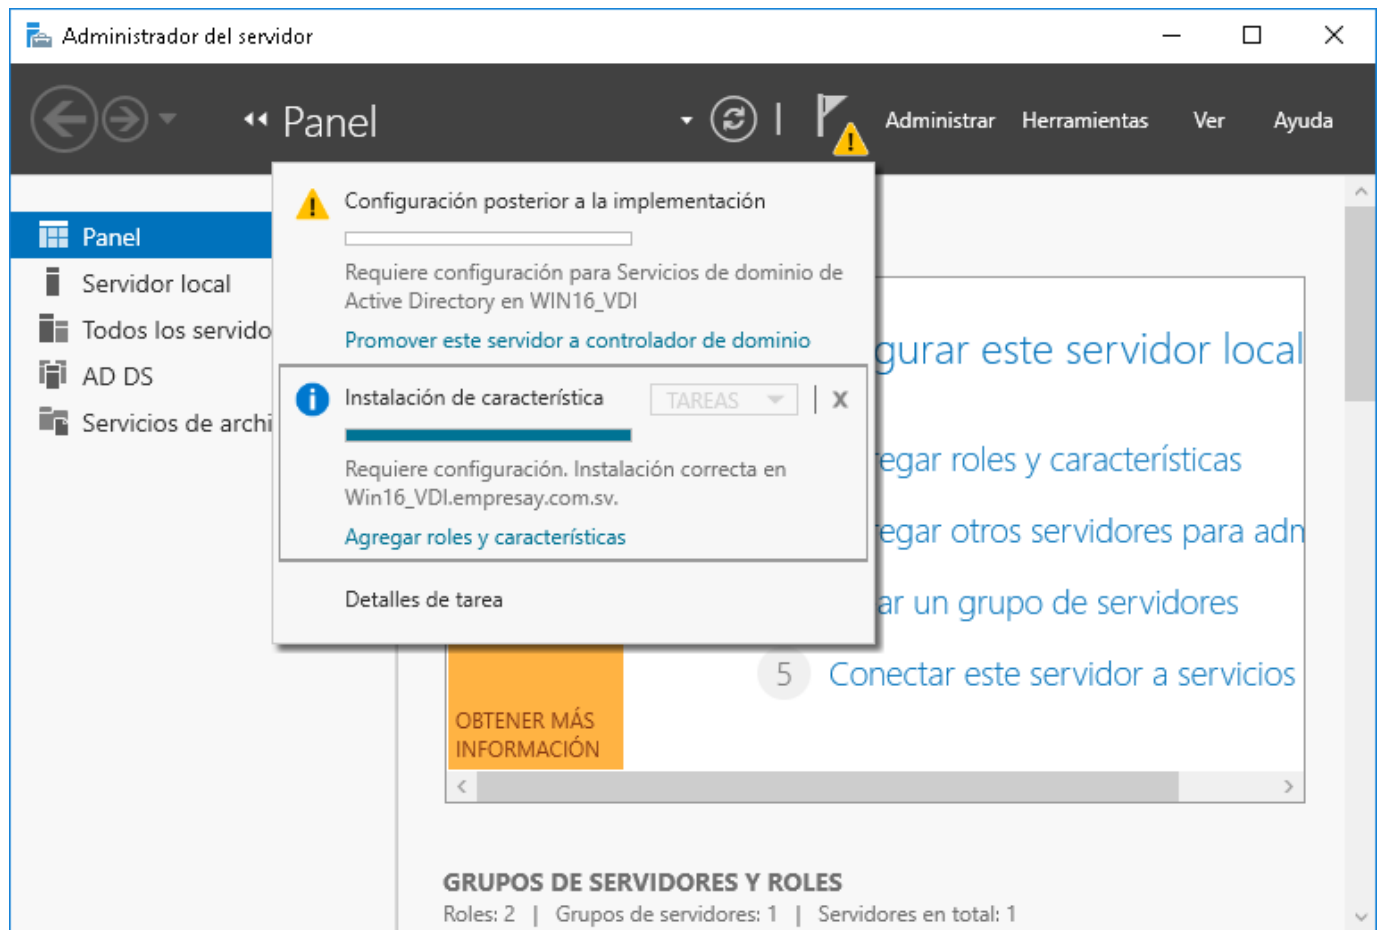 Administrador del servidor
Panel
Administrar Herramientas Ver Ayuda
Panel
Servidor local
Todos los servido
AD DS
Servicios de archi
Configuración posterior a la implementación
Requiere configuración para Servicios de dominio de
Active Directory en WIN16_VDI
Promover este servidor a controlador de dominio
Instalación de característica TAREAS X
Requiere configuración. Instalación correcta en
Win16_VDI.empresay.com.sv.
Agregar roles y características
Detalles de tarea
gurar este servidor local
egar roles y características
egar otros servidores para adn
ar un grupo de servidores
5 Conectar este servidor a servicios
OBTENER MÁS
INFORMACIÓN
GRUPOS DE SERVIDORES Y ROLES
Roles: 2 | Grupos de servidores: 1 | Servidores en total: 1